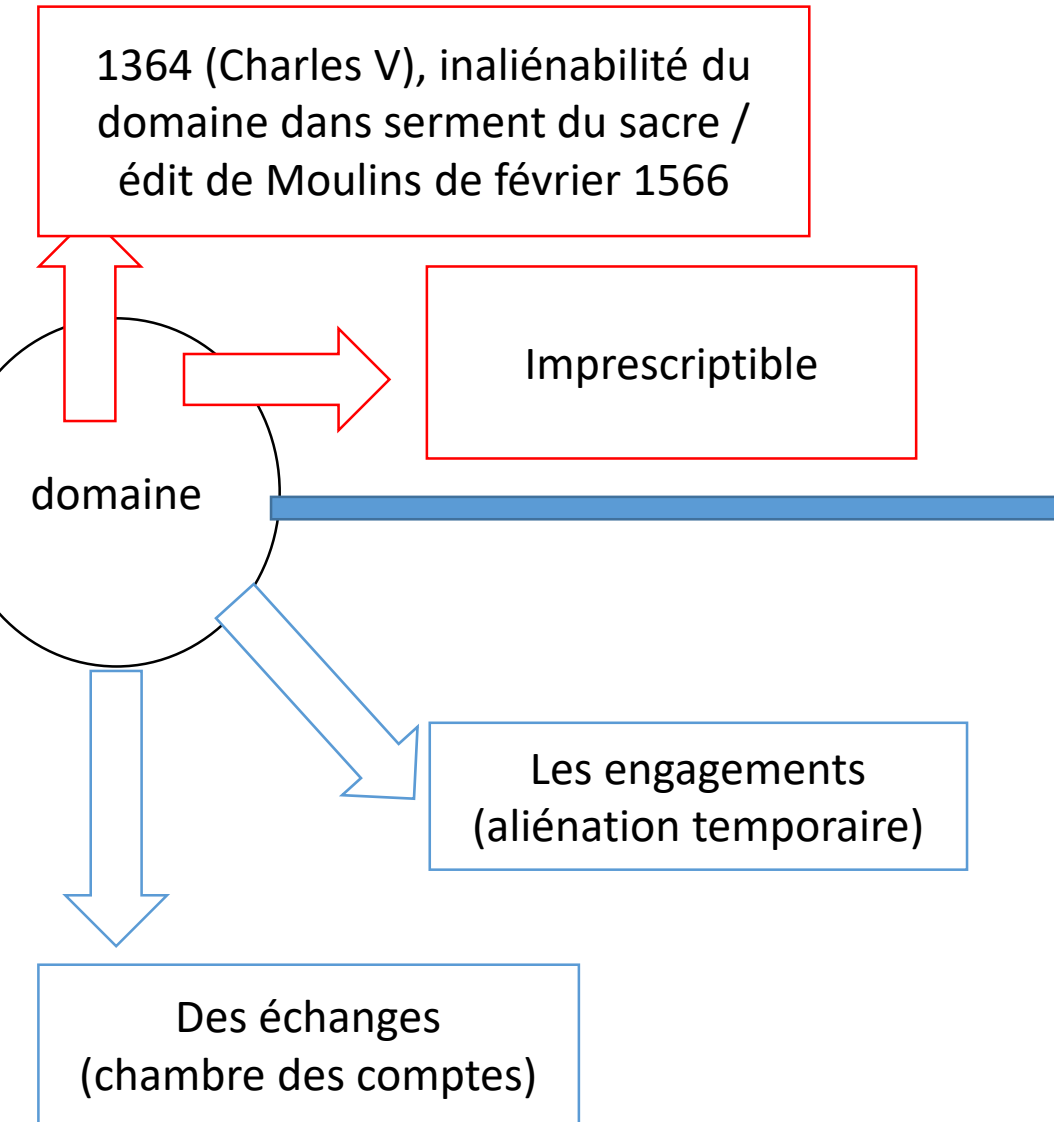 1364 (Charles V), inaliénabilité du
domaine dans serment du sacre /
édit de Moulins de février 1566
Imprescriptible
domaine
Les engagements
(aliénation temporaire)
Des échanges
(chambre des comptes)